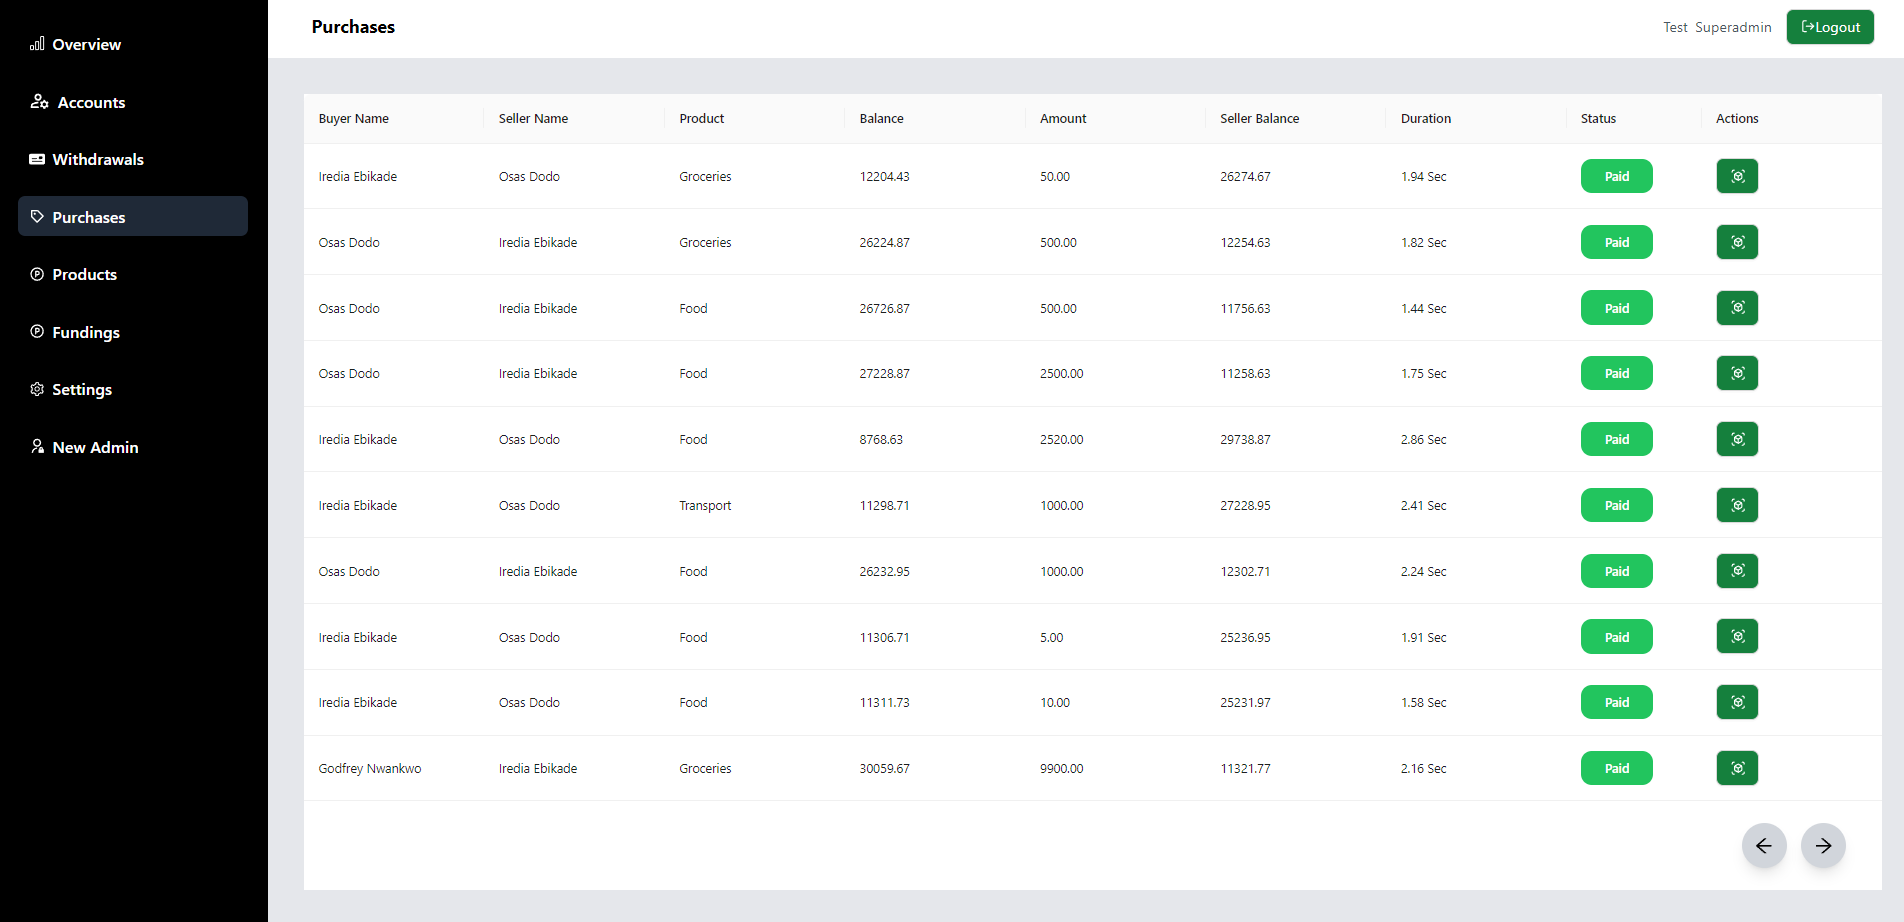 Overview
Accounts
Withdrawals
Purchases
Products
Fundings
Settings
New Admin
Purchases
Test Superadmin Logout
Buyer Name Seller Name Product Balance Amount Seller Balance Duration Status Actions
Iredia Ebikade Osas Dodo Groceries 12204.43 50.00 26274.67 1.94 Sec Paid
Osas Dodo Iredia Ebikade Groceries 26224.87 500.00 12254.63 1.82 Sec Paid
Osas Dodo Iredia Ebikade Food 26726.87 500.00 11756.63 1.44 Sec Paid
Osas Dodo Iredia Ebikade Food 27228.87 2500.00 11258.63 1.75 Sec Paid
Iredia Ebikade Osas Dodo Food 8768.63 2520.00 29738.87 2.86 Sec Paid
Iredia Ebikade Osas Dodo Transport 11298.71 1000.00 27228.95 2.41 Sec Paid
Osas Dodo Iredia Ebikade Food 26232.95 1000.00 12302.71 2.24 Sec Paid
Iredia Ebikade Osas Dodo Food 11306.71 5.00 25236.95 1.91 Sec Paid
Iredia Ebikade Osas Dodo Food 11311.73 10.00 25231.97 1.58 Sec Paid
Godfrey Nwankwo Iredia Ebikade Groceries 30059.67 9900.00 11321.77 2.16 Sec Paid